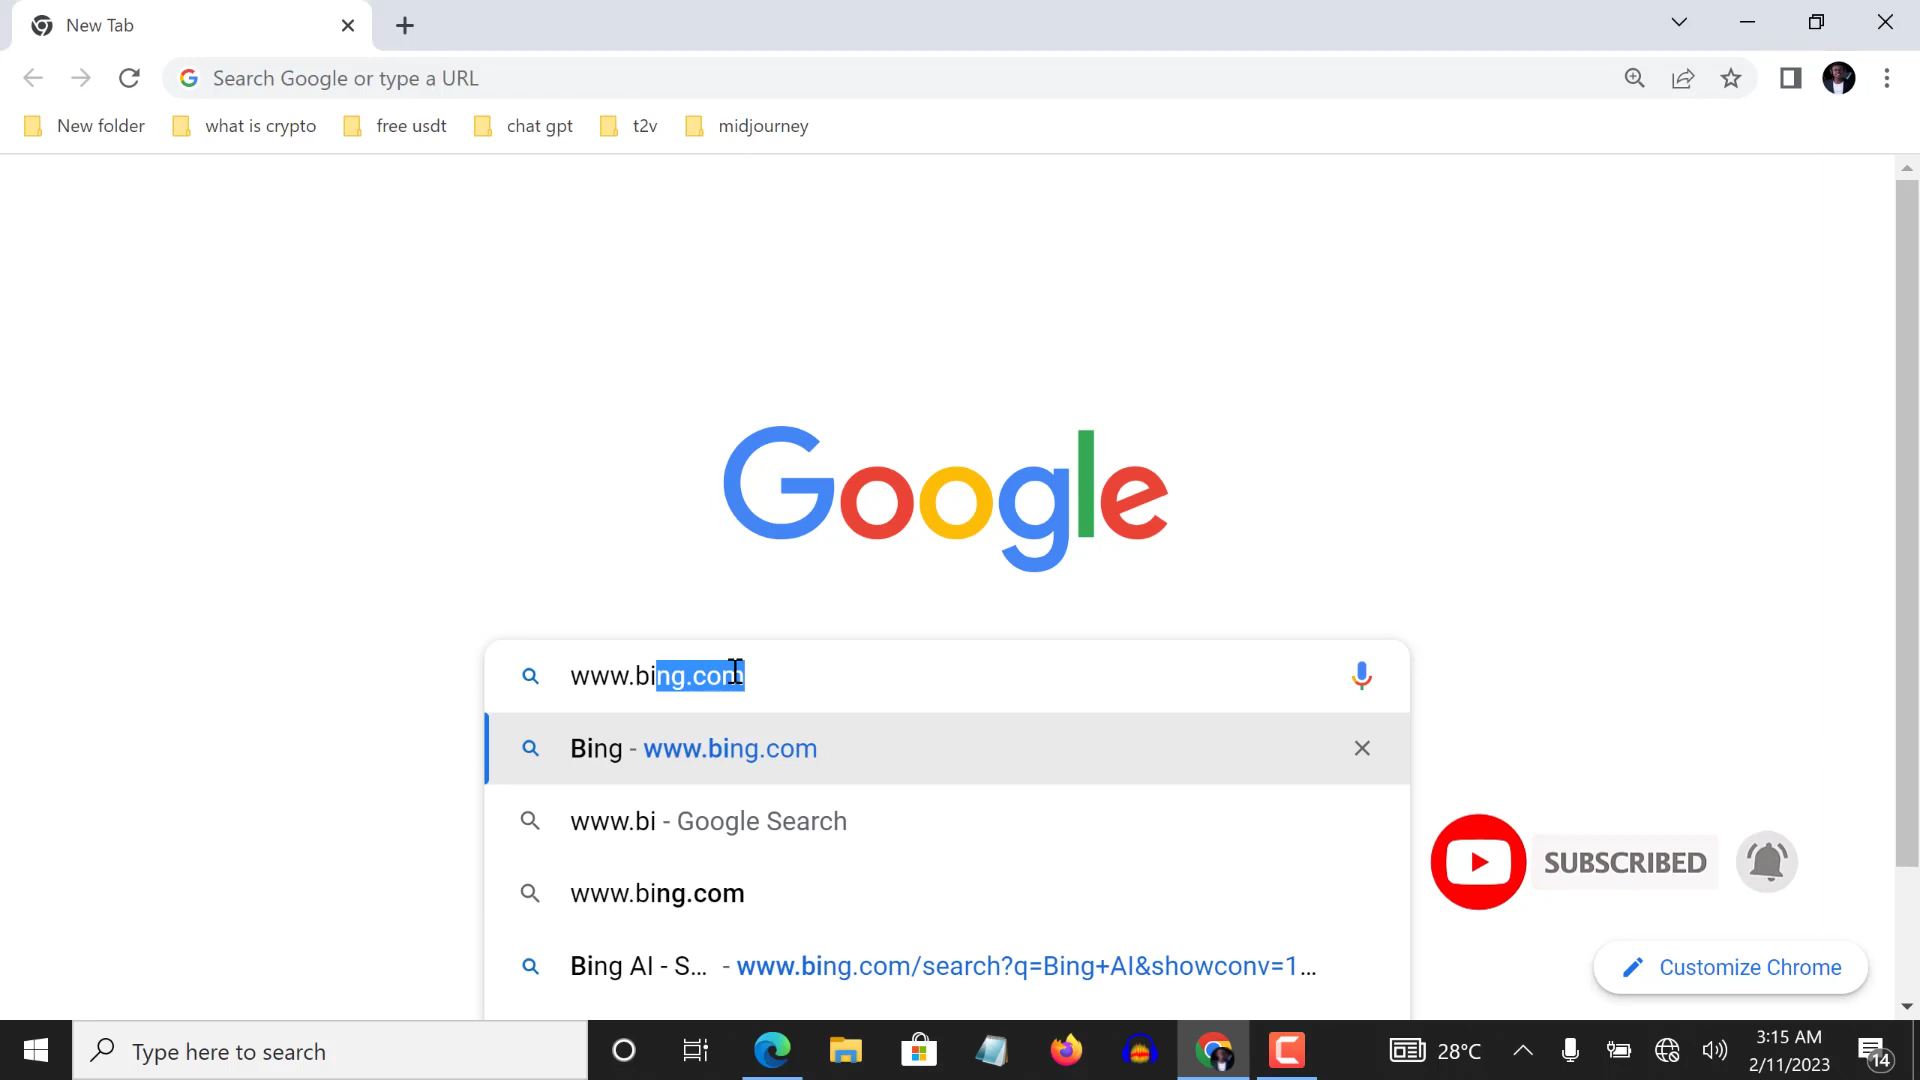 New Tab
Search Google or type a URL
New folder what is crypto free usdt chat gpt t2v midjourney
Google
www.bing.com
Bing - www.bing.com
www.bi - Google Search
www.bing.com
Bing AI - S... - www.bing.com/search?q=Bing+AI&showconv=1...
SUBSCRIBED
Customize Chrome
Type here to search
28°C
3:15 AM
2/11/2023
14